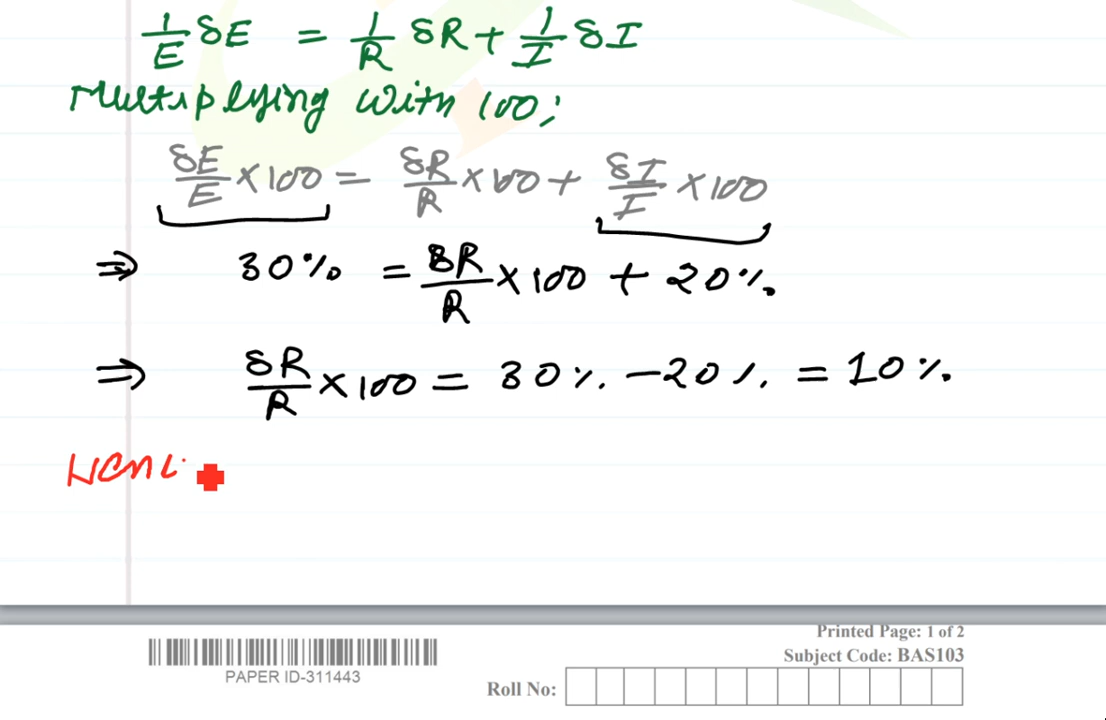 1/E δE = 1/R δR + 1/I δI
Multiplying with 100;
δE/E × 100 = δR/R × 100 + δI/I × 100
⇒ 30% = δR/R × 100 + 20%.
⇒ δR/R × 100 = 30%. - 20%. = 10%.
Henc
Printed Page: 1 of 2
Subject Code: BAS103
PAPER ID-311443
Roll No: